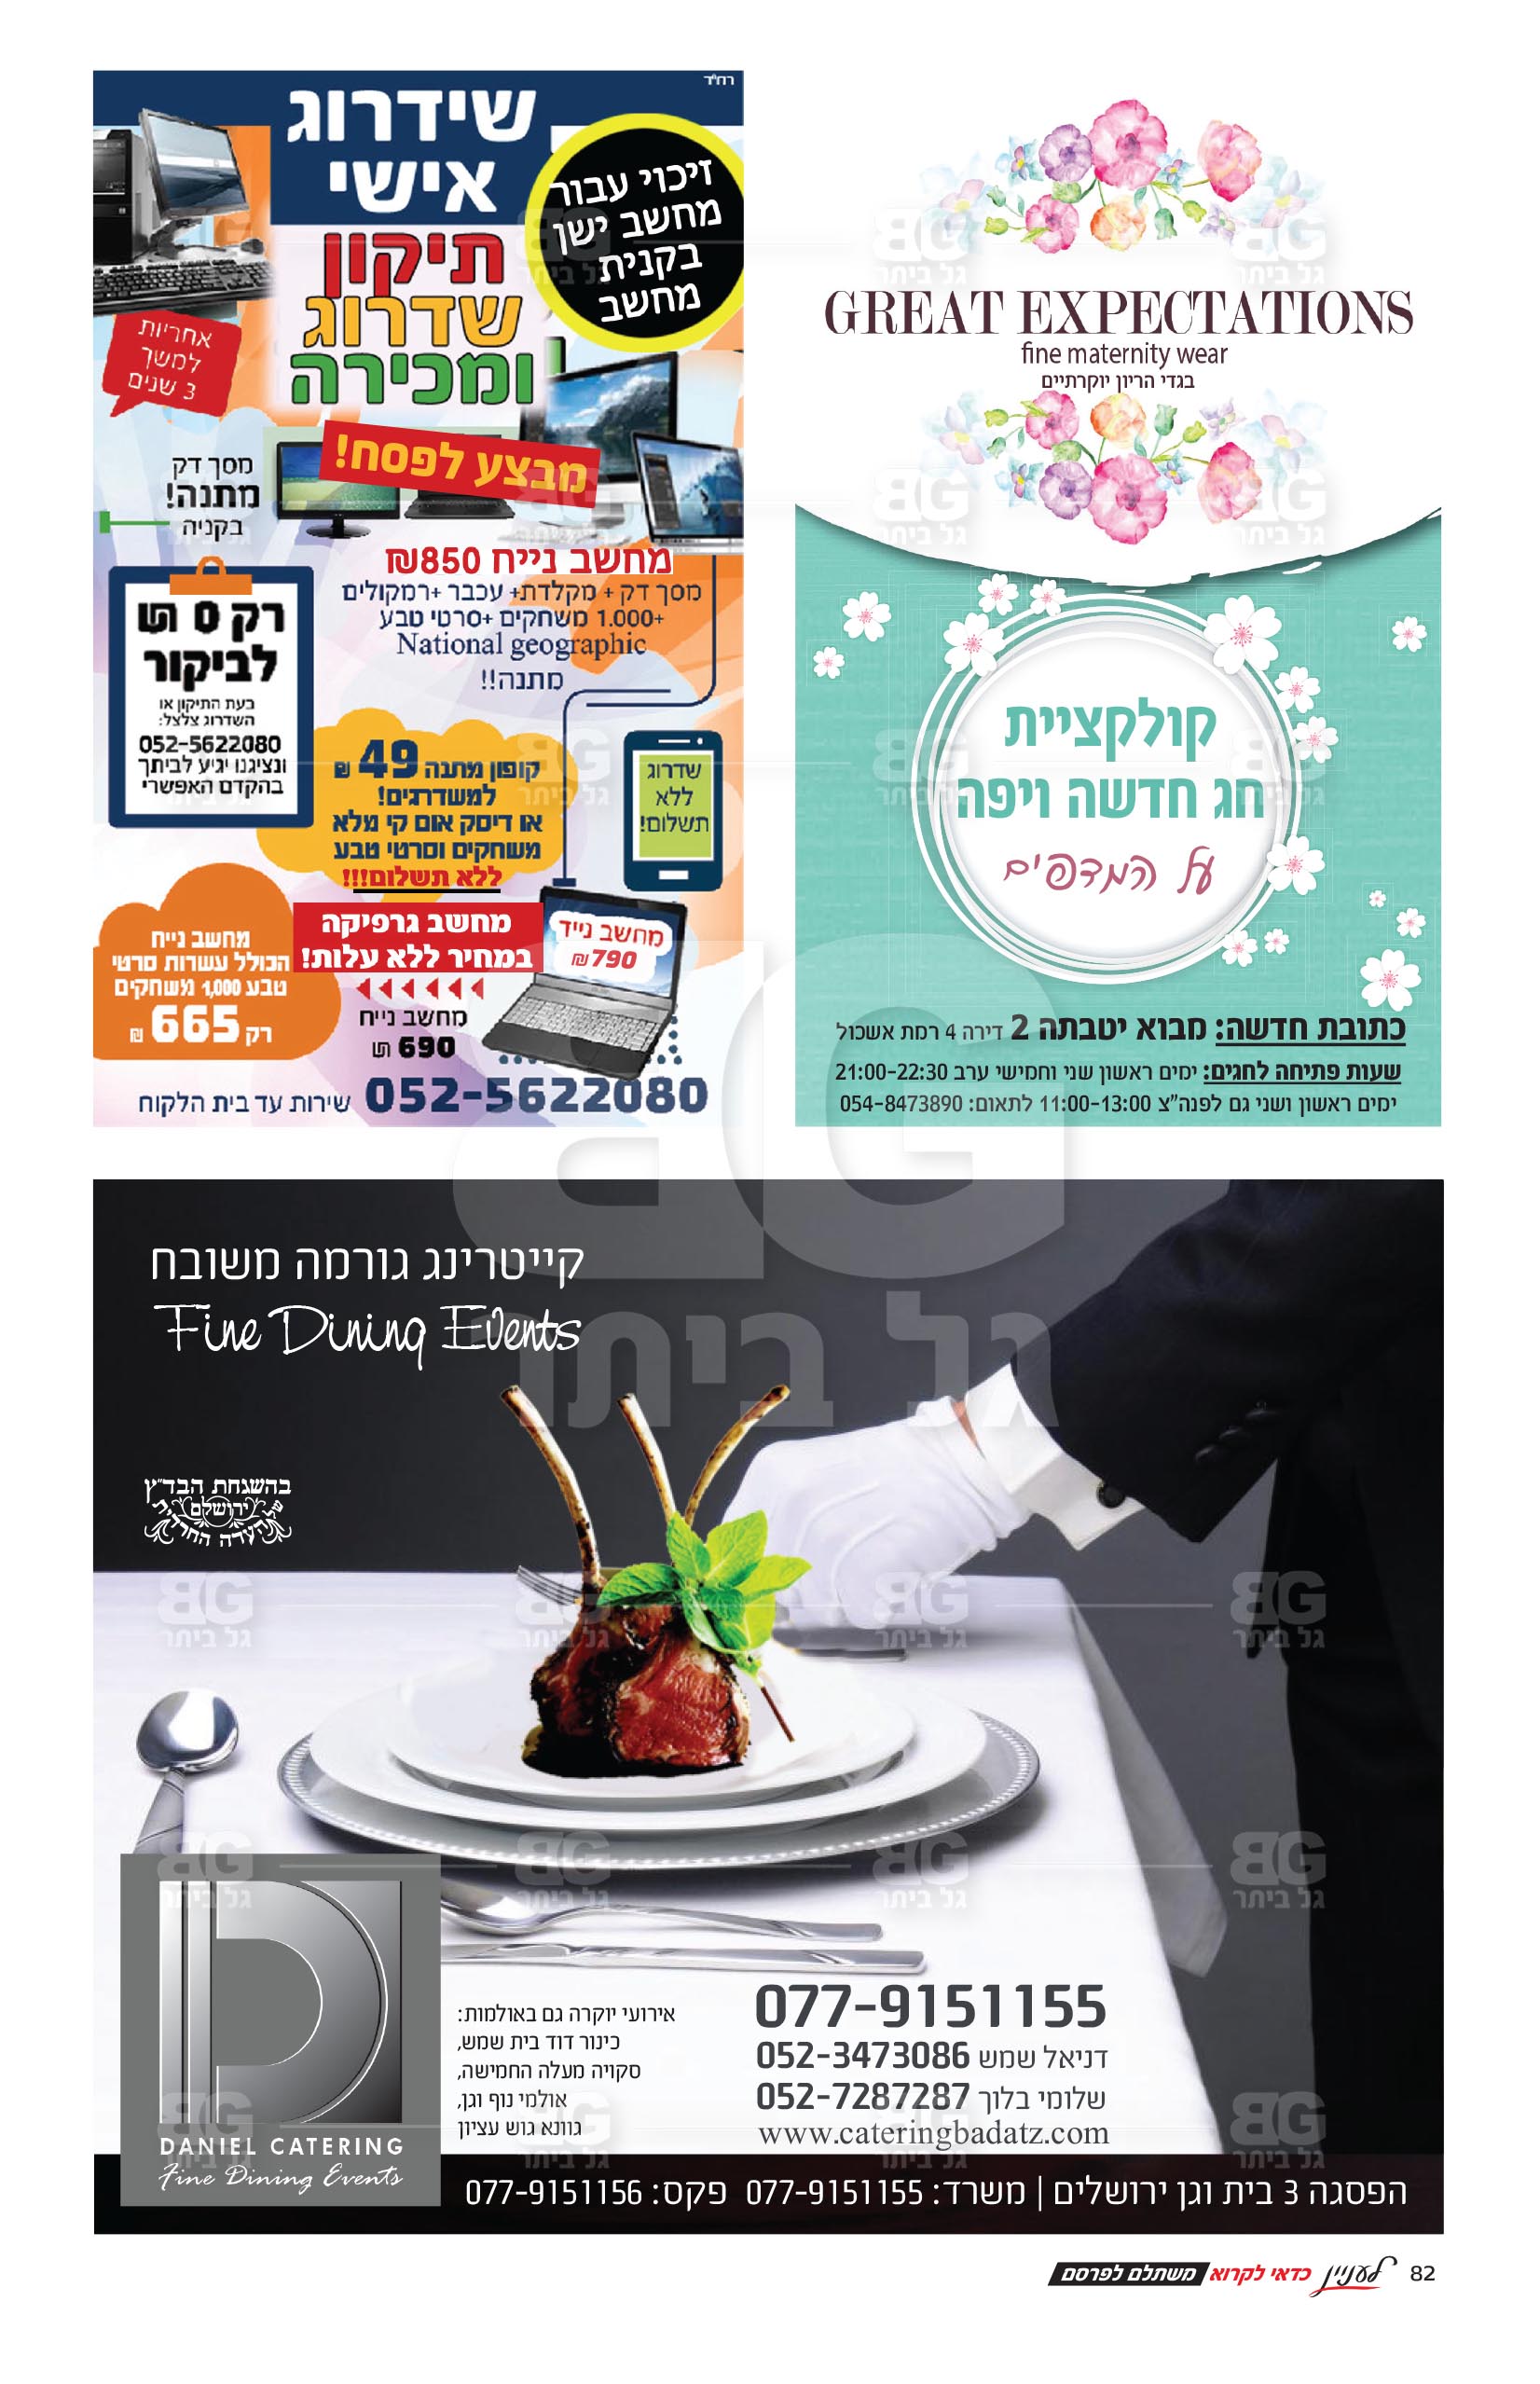 רח"ד
שידרוג
אישי
תיקון
שדרוג
ומכירה
זיכוי עבור
מחשב ישן
בקנית
מחשב
אחריות
למשך
3 שנים
מבצע לפסח!
מסך דק
מתנה!
בקניה
מחשב נייח 850₪
מסך דק + מקלדת+ עכבר +רמקולים
+1.000 משחקים +סרטי טבע
National geographic
מתנה!!
רק 0 ₪
לביקור
בעת התיקון או
השדרוג צלצל:
052-5622080
ונציגנו יגיע לביתך
בהקדם האפשרי
קופון מתנה 49 ₪
למשדרגים!
או דיסק און קי מלא
משחקים וסרטי טבע
ללא תשלום!!!
שדרוג
ללא
תשלום!
מחשב נייח
הכולל עשרות סרטי
טבע 1,000 משחקים
רק 665 ₪
מחשב גרפיקה
במחיר ללא עלות!
מחשב נייח
690 ₪
מחשב נייד
790₪
052-5622080 שירות עד בית הלקוח
GREAT EXPECTATIONS
fine maternity wear
בגדי הריון יוקרתיים
קולקציית
חג חדשה ויפה
על המדפים
כתובת חדשה: מבוא יטבתה 2 דירה 4 רמת אשכול
שעות פתיחה לחגים: ימים ראשון שני וחמישי ערב 21:00-22:30
ימים ראשון ושני גם לפנה"צ 11:00-13:00 לתאום: 054-8473890
קייטרינג גורמה משובח
Fine Dining Events
בהשגחת הבד"ץ
ירושלים
של העדה החרדית
077-9151155
דניאל שמש 052-3473086
שלומי בלוך 052-7287287
www.cateringbadatz.com
אירועי יוקרה גם באולמות:
כינור דוד בית שמש,
סקויה מעלה החמישה,
אולמי נוף וגן,
גוונא גוש עציון
DANIEL CATERING
Fine Dining Events
הפסגה 3 בית וגן ירושלים | משרד: 077-9151155 פקס: 077-9151156
82 לעניין כדאי לקרוא משתלם לפרסם
BG
גל ביתר